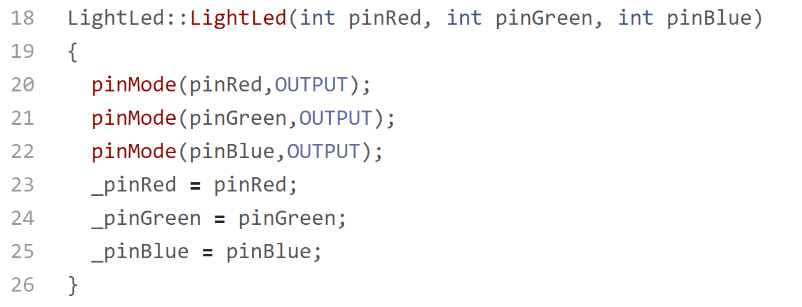 18 LightLed::LightLed(int pinRed, int pinGreen, int pinBlue)
19 {
20   pinMode(pinRed,OUTPUT);
21   pinMode(pinGreen,OUTPUT);
22   pinMode(pinBlue,OUTPUT);
23   _pinRed = pinRed;
24   _pinGreen = pinGreen;
25   _pinBlue = pinBlue;
26 }